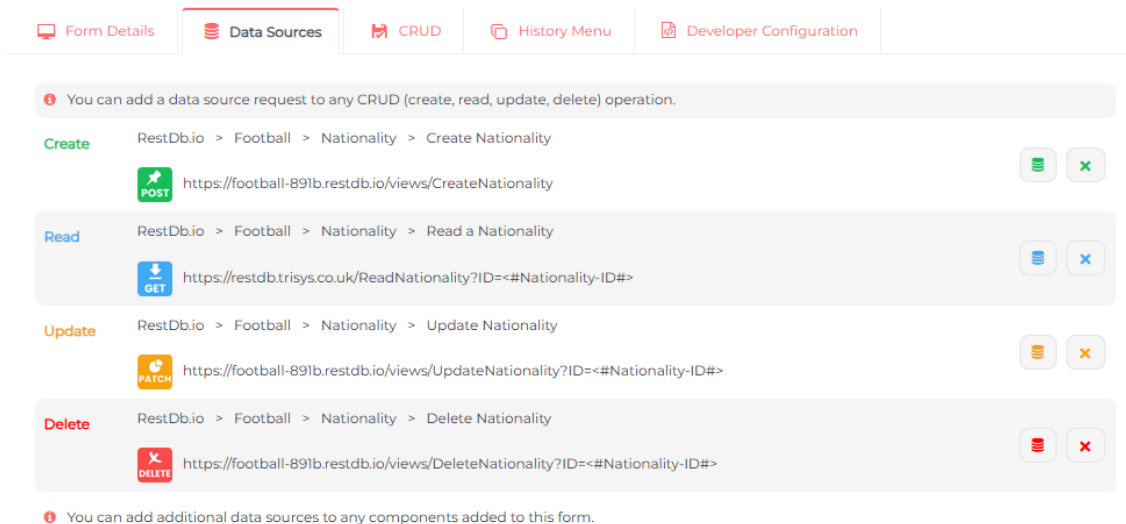 Form Details Data Sources CRUD History Menu Developer Configuration
You can add a data source request to any CRUD (create, read, update, delete) operation.
Create RestDb.io > Football > Nationality > Create Nationality
POST https://football-891b.restdb.io/views/CreateNationality
Read RestDb.io > Football > Nationality > Read a Nationality
GET https://restdb.trisys.co.uk/ReadNationality?ID=<#Nationality-ID#>
Update RestDb.io > Football > Nationality > Update Nationality
PATCH https://football-891b.restdb.io/views/UpdateNationality?ID=<#Nationality-ID#>
Delete RestDb.io > Football > Nationality > Delete Nationality
DELETE https://football-891b.restdb.io/views/DeleteNationality?ID=<#Nationality-ID#>
You can add additional data sources to any components added to this form.